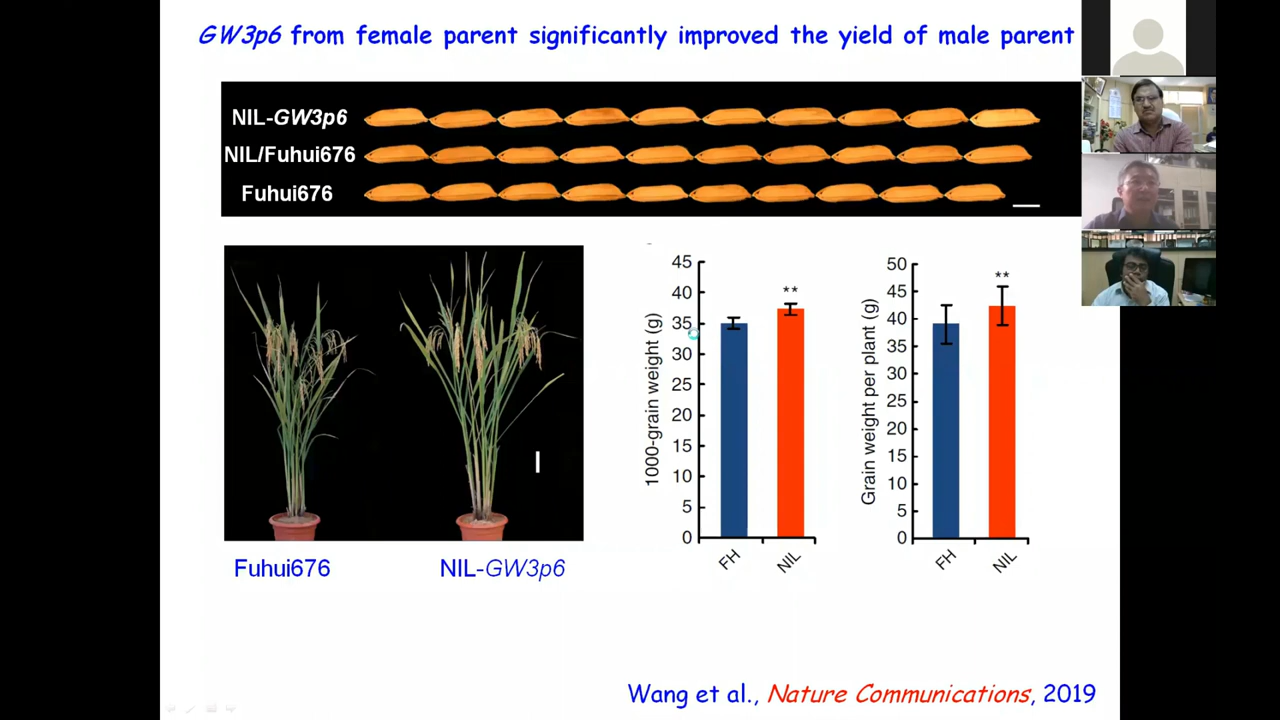 GW3p6 from female parent significantly improved the yield of male parent
NIL-GW3p6
NIL/Fuhui676
Fuhui676
Fuhui676
NIL-GW3p6
1000-grain weight (g)
45
40
35
30
25
20
15
10
5
0
**
FH
NIL
Grain weight per plant (g)
50
45
40
35
30
25
20
15
10
5
0
**
FH
NIL
Wang et al., Nature Communications, 2019